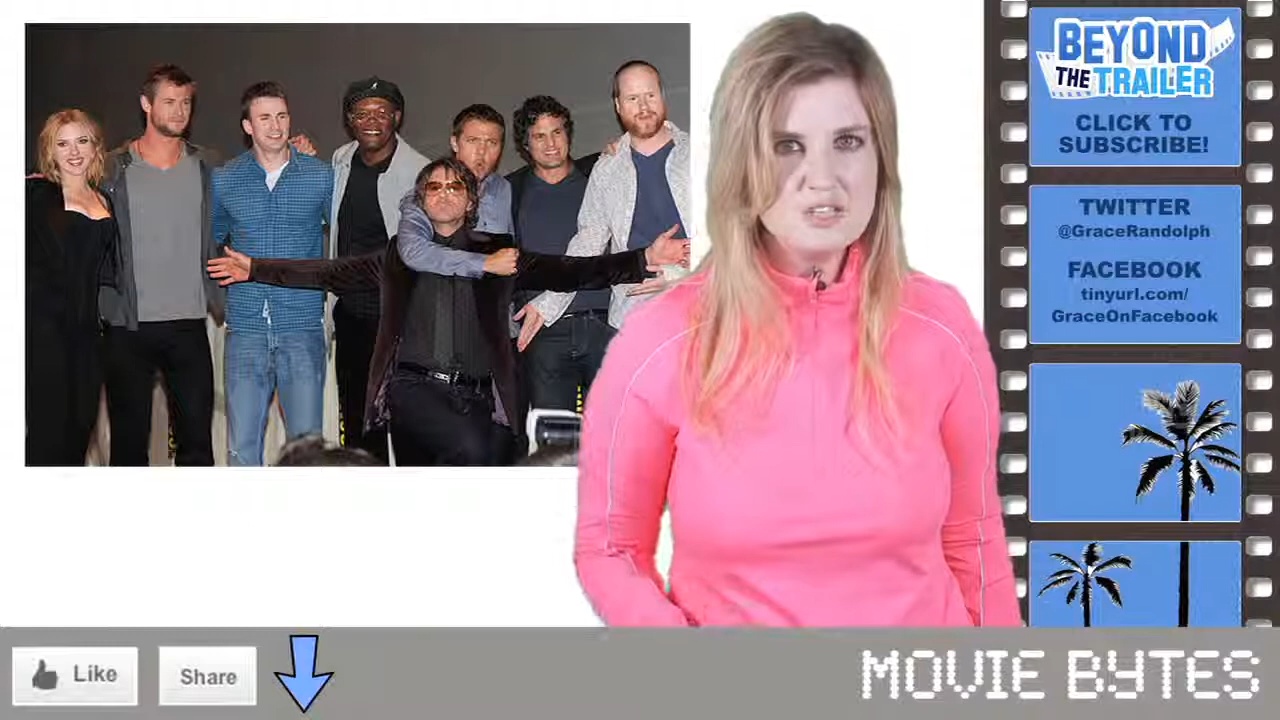 BEYOND
THE TRAILER
CLICK TO
SUBSCRIBE!
TWITTER
@GraceRandolph
FACEBOOK
tinyurl.com/
GraceOnFacebook
Like
Share
MOVIE BYTES